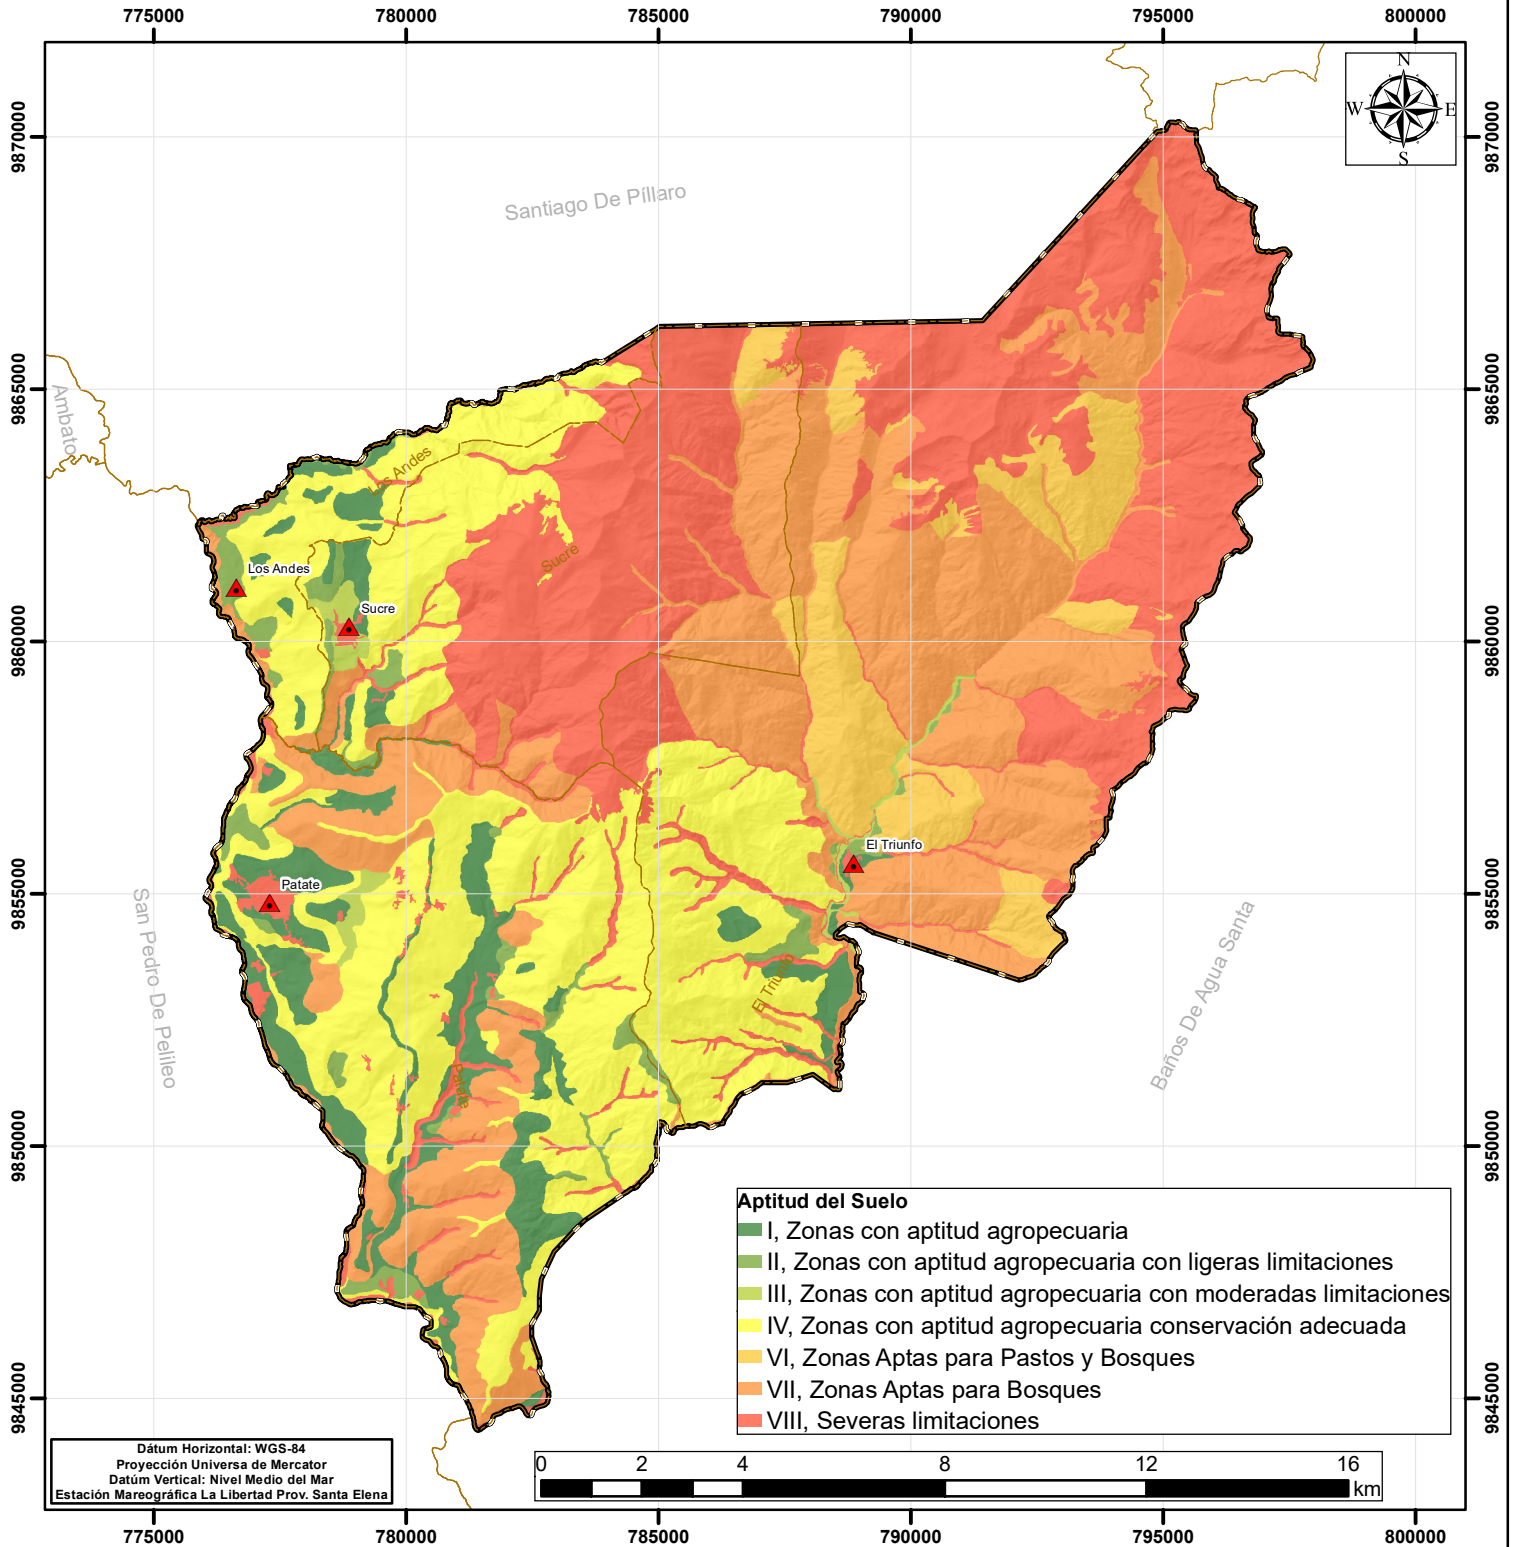 775000 780000 785000 790000 795000 800000
9870000 9870000
N
W E
S
Santiago De Píllaro
9865000 9865000
Ambato
Los Andes
Sucre
Los Andes
Sucre
9860000 9860000
El Triunfo
Patate
9855000 9855000
San Pedro De Pelileo
El Triunfo
Baños De Agua Santa
Patate
9850000 9850000
Aptitud del Suelo
I, Zonas con aptitud agropecuaria
II, Zonas con aptitud agropecuaria con ligeras limitaciones
III, Zonas con aptitud agropecuaria con moderadas limitaciones
IV, Zonas con aptitud agropecuaria conservación adecuada
VI, Zonas Aptas para Pastos y Bosques
VII, Zonas Aptas para Bosques
VIII, Severas limitaciones
9845000 9845000
Dátum Horizontal: WGS-84
Proyección Universa de Mercator
Datúm Vertical: Nivel Medio del Mar
Estación Mareográfica La Libertad Prov. Santa Elena
0 2 4 8 12 16
km
775000 780000 785000 790000 795000 800000